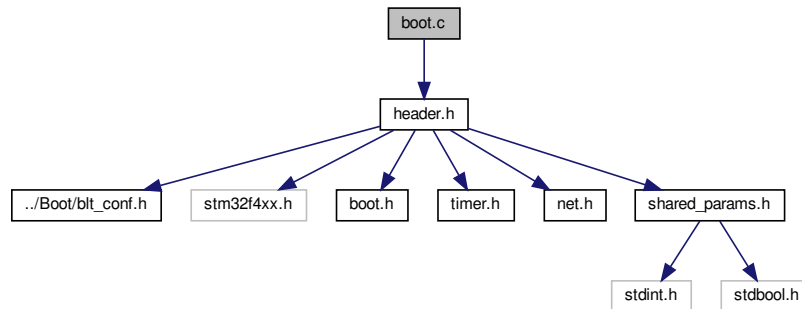 boot.c
header.h
../Boot/blt_conf.h
stm32f4xx.h
boot.h
timer.h
net.h
shared_params.h
stdint.h
stdbool.h